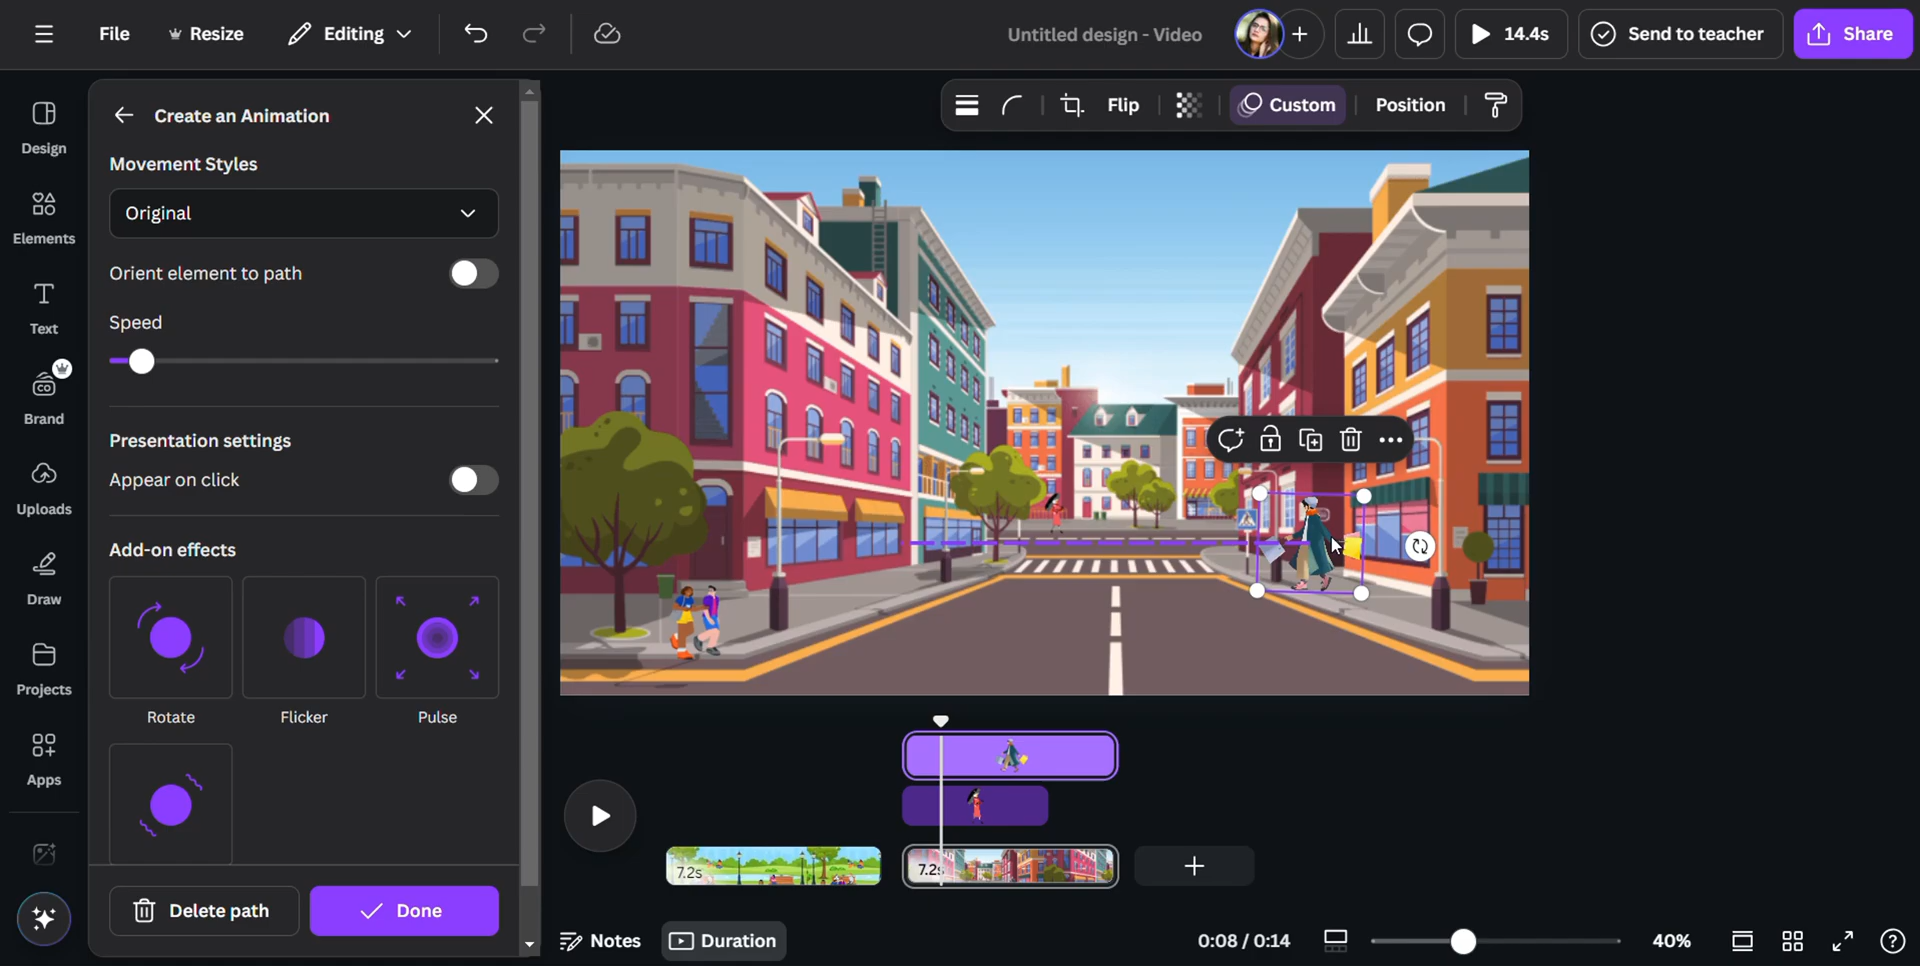 File
Resize
Editing
Untitled design - Video
14.4s
Send to teacher
Share
Design
Elements
Text
Brand
CO
Uploads
Draw
Projects
Apps
Create an Animation
Movement Styles
Original
Orient element to path
Speed
Presentation settings
Appear on click
Add-on effects
Rotate
Flicker
Pulse
Delete path
Done
Flip
Custom
Position
7.2s
7.2s
Notes
Duration
0:08 / 0:14
40%